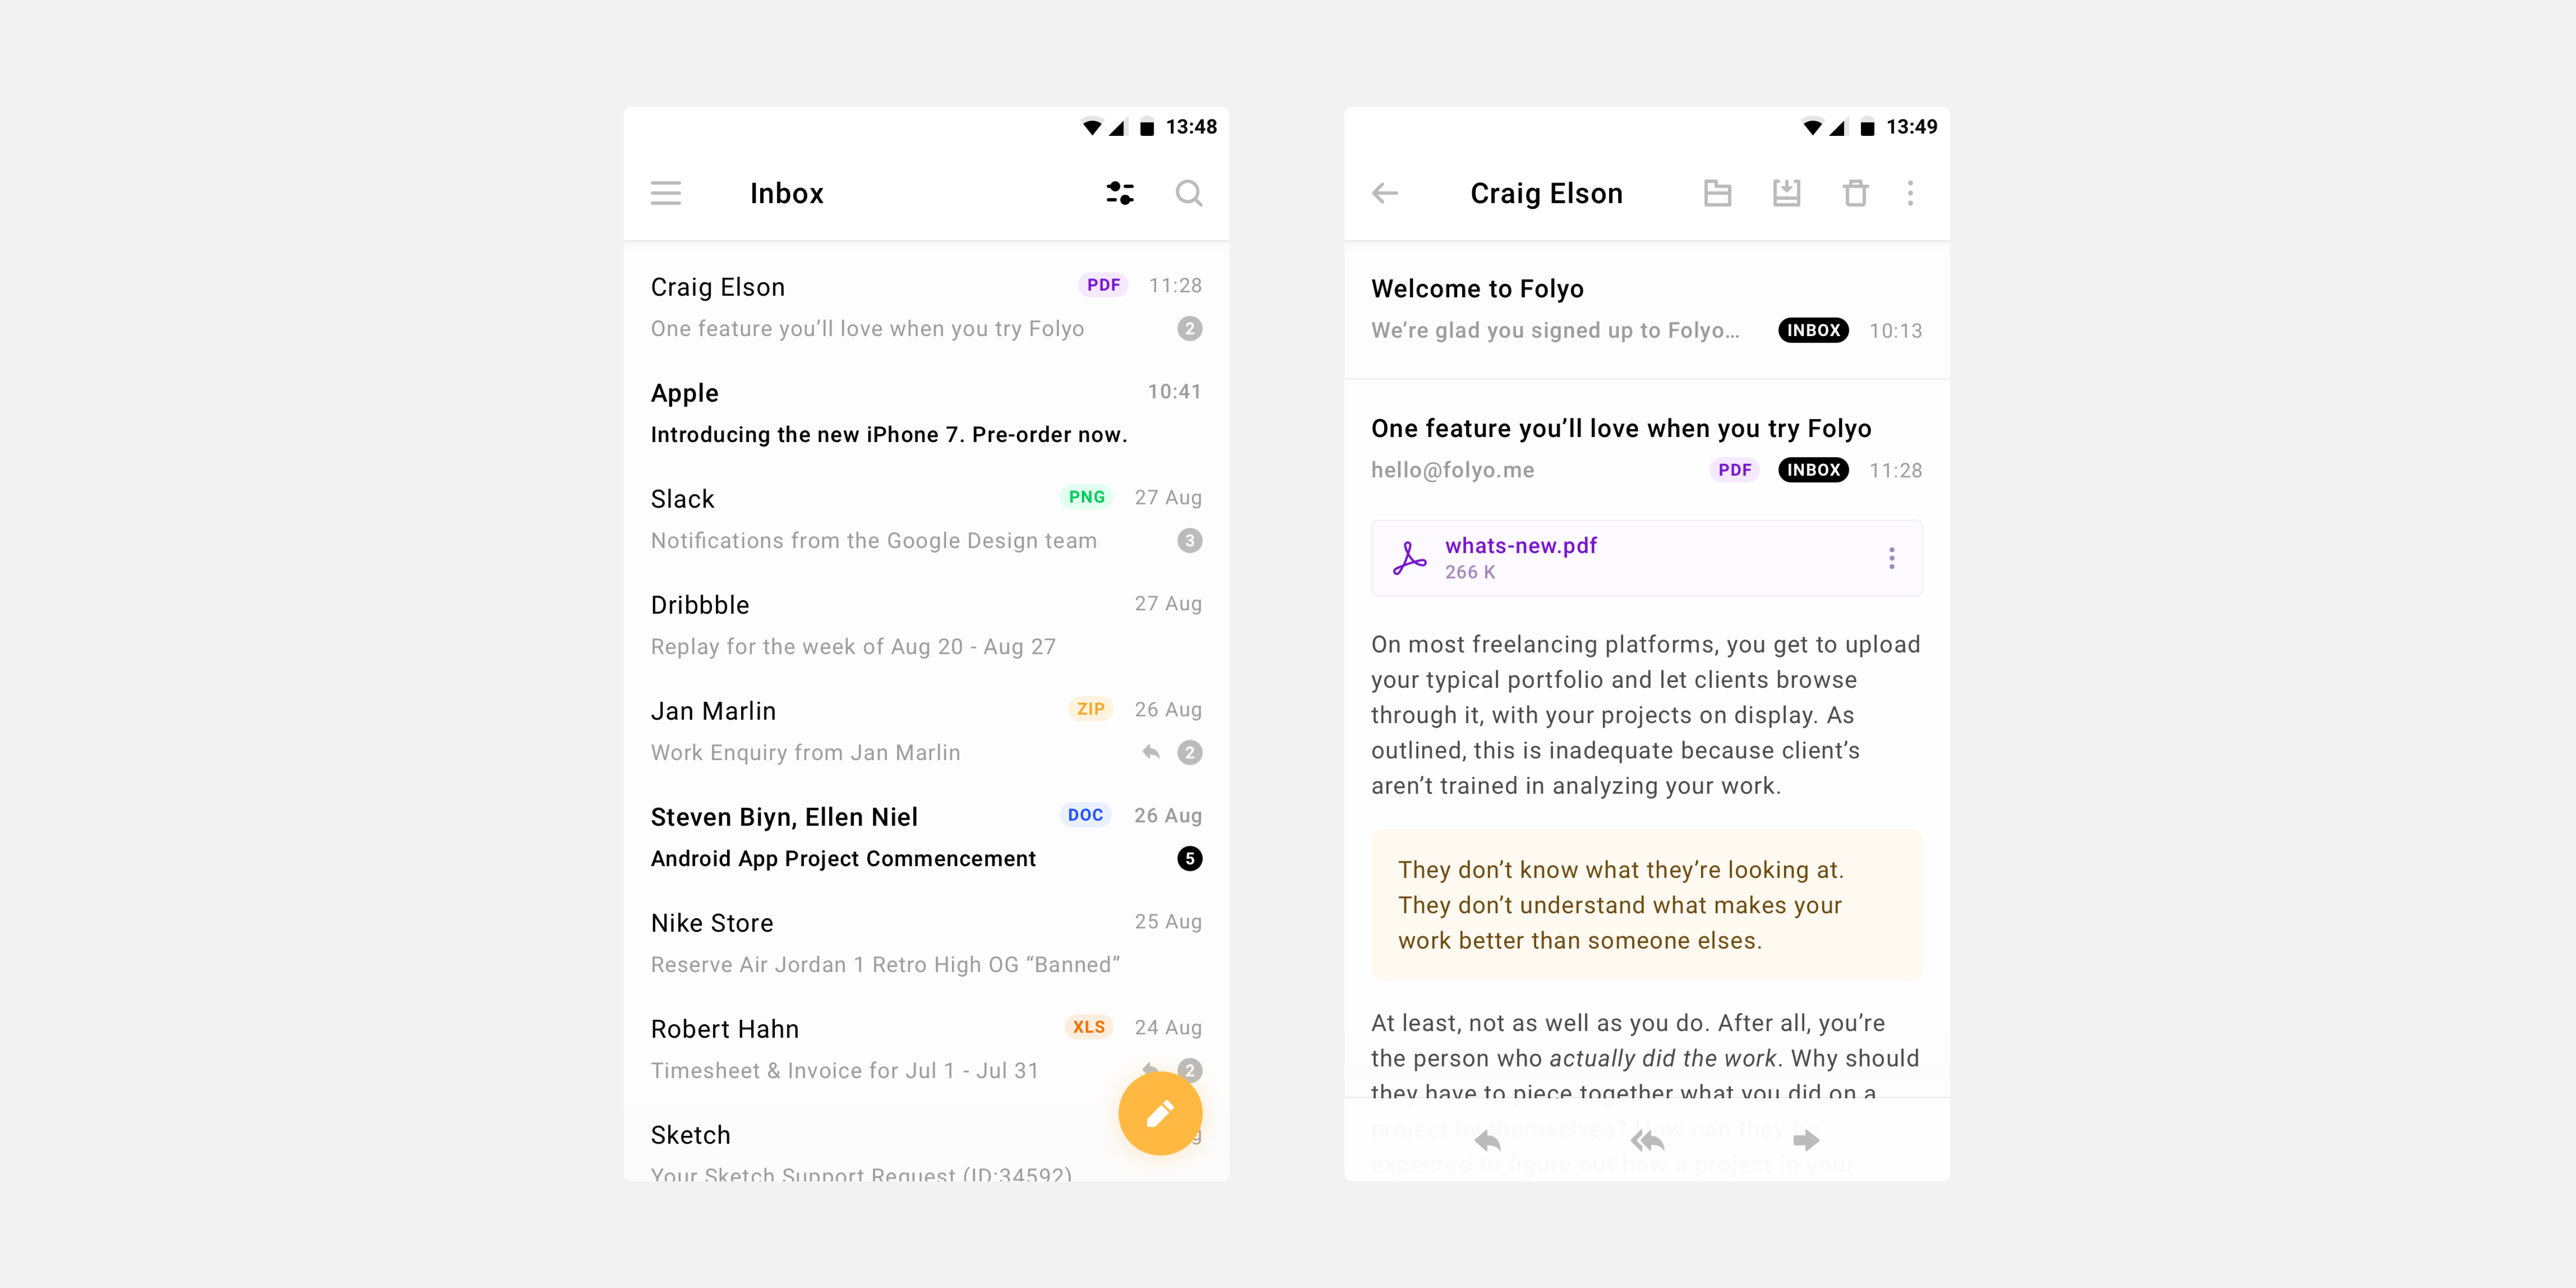 13:48
Inbox
Craig Elson PDF 11:28
One feature you’ll love when you try Folyo 2
Apple 10:41
Introducing the new iPhone 7. Pre-order now.
Slack PNG 27 Aug
Notifications from the Google Design team 3
Dribbble 27 Aug
Replay for the week of Aug 20 - Aug 27
Jan Marlin ZIP 26 Aug
Work Enquiry from Jan Marlin 2
Steven Biyn, Ellen Niel DOC 26 Aug
Android App Project Commencement 5
Nike Store 25 Aug
Reserve Air Jordan 1 Retro High OG “Banned”
Robert Hahn XLS 24 Aug
Timesheet & Invoice for Jul 1 - Jul 31 2
Sketch
Your Sketch Support Request (ID:34592)
13:49
Craig Elson
Welcome to Folyo
We’re glad you signed up to Folyo... INBOX 10:13
One feature you’ll love when you try Folyo
hello@folyo.me PDF INBOX 11:28
whats-new.pdf
266 K
On most freelancing platforms, you get to upload
your typical portfolio and let clients browse
through it, with your projects on display. As
outlined, this is inadequate because client’s
aren’t trained in analyzing your work.
They don’t know what they’re looking at.
They don’t understand what makes your
work better than someone elses.
At least, not as well as you do. After all, you’re
the person who actually did the work. Why should
they have to piece together what you did on a
project by themselves? How can they be
expected to figure out how a project in your